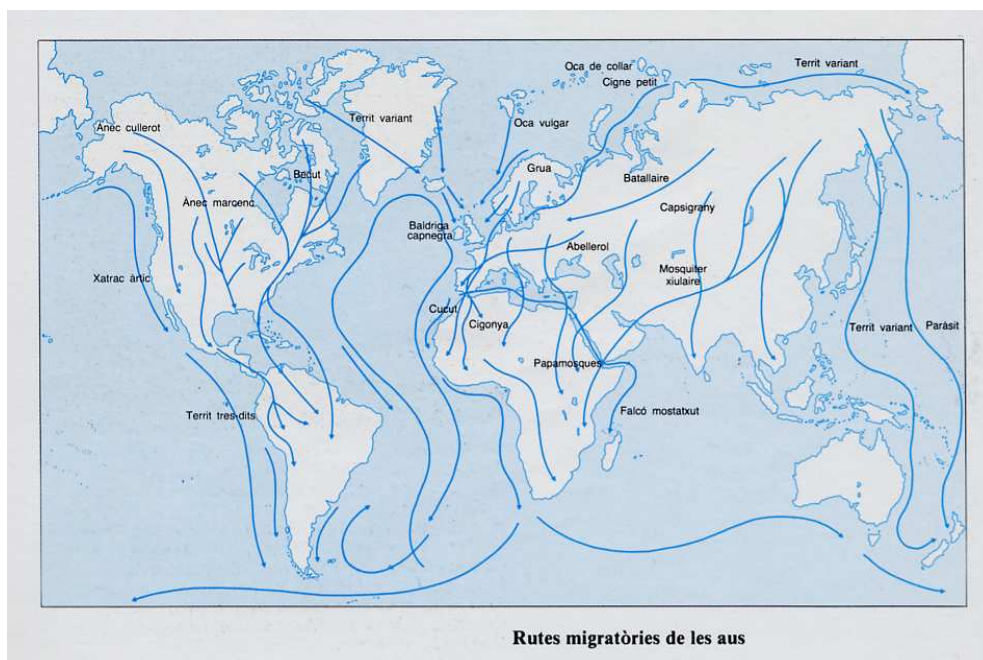 Oca de collar
Cigne petit
Territ variant
Territ variant
Oca vulgar
Ànec cullerot
Grua
Becut
Batallaire
Ànec marcenc
Capsigrany
Baldriga
capnegra
Abellerol
Xatrac àrtic
Mosquiter
xiulaire
Cucut
Cigonya
Territ variant
Paràsit
Papamosques
Territ tres-dits
Falcó mostatxut
Rutes migratòries de les aus